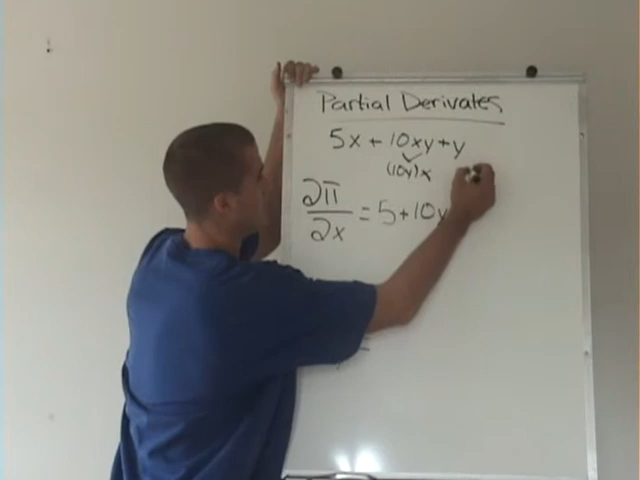 Partial Derivates
5x + 10xy + y
(10y)x
∂π
∂x
= 5 + 10y